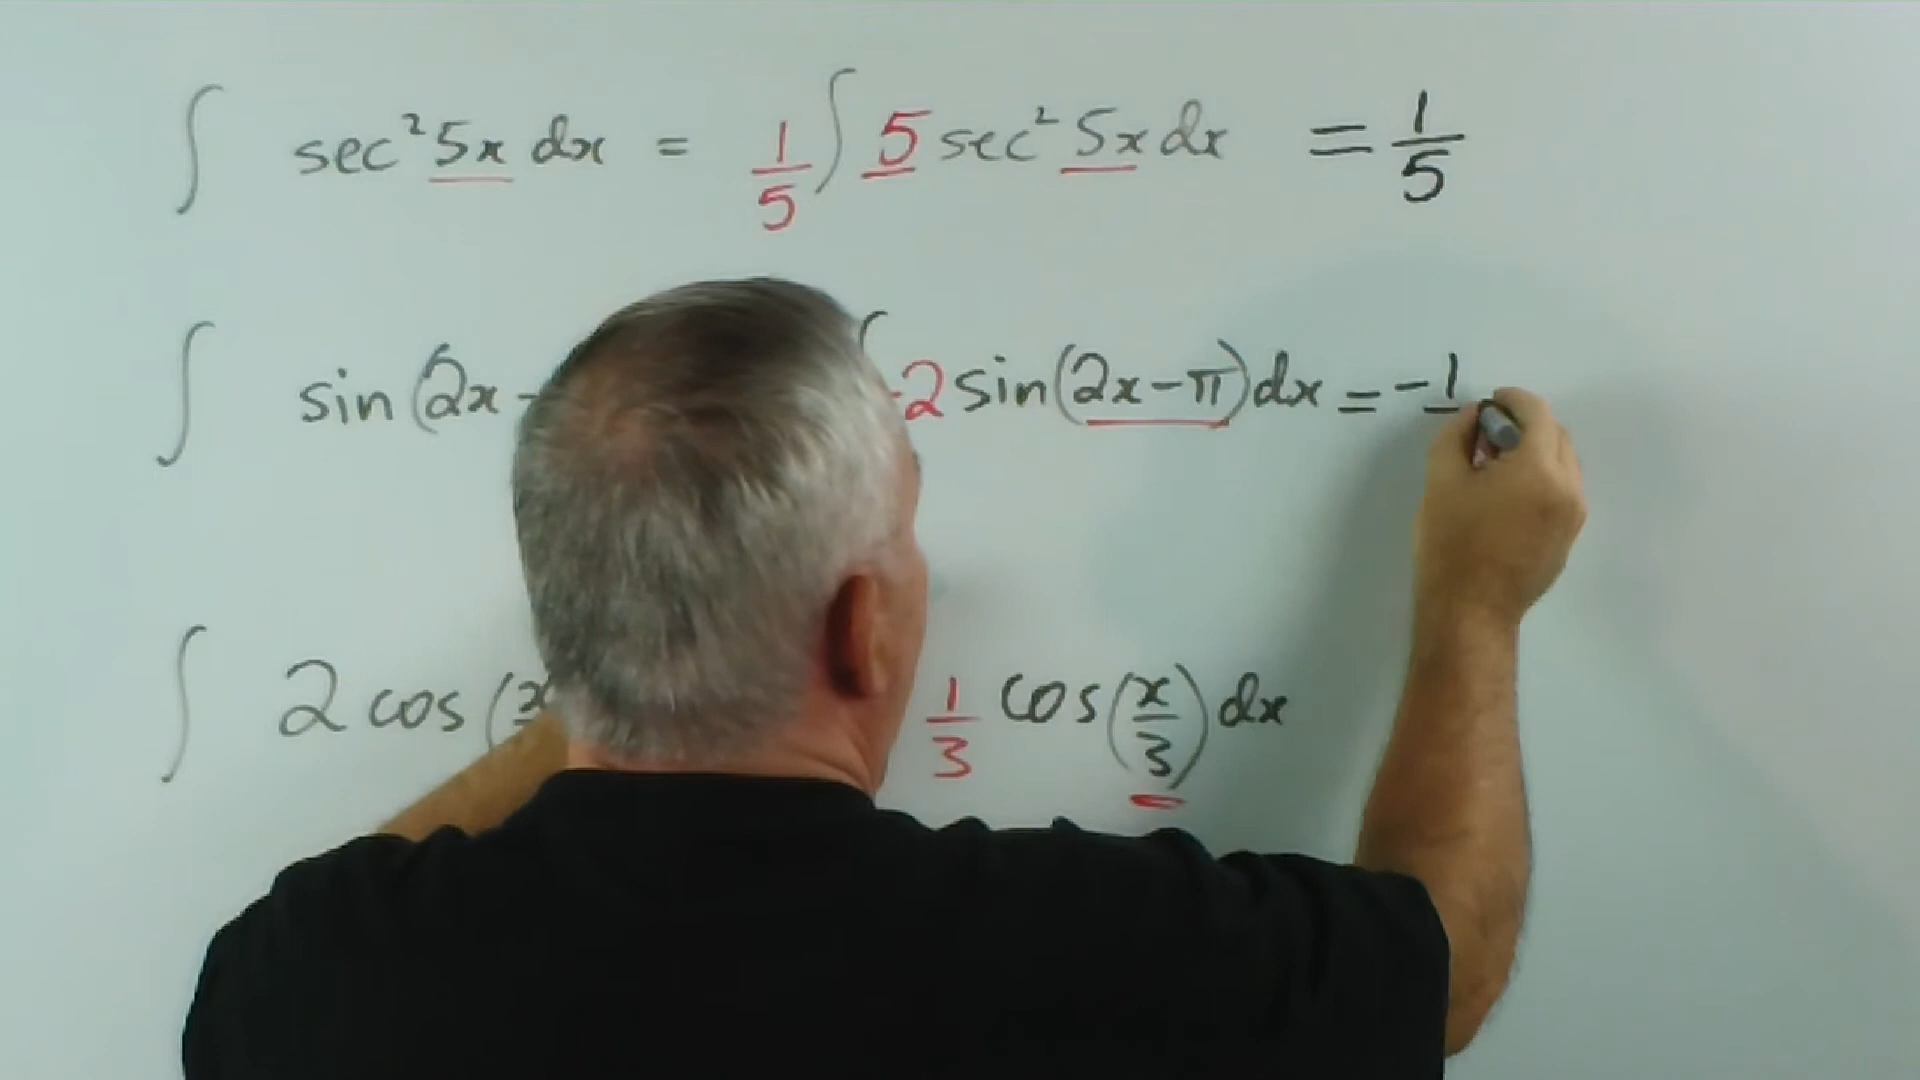 ∫ sec²5x dx = 1/5 ∫ 5 sec² 5x dx = 1/5
∫ sin(2x - -2 sin(2x-π) dx = -1
∫ 2 cos(x 1/3 cos(x/3) dx